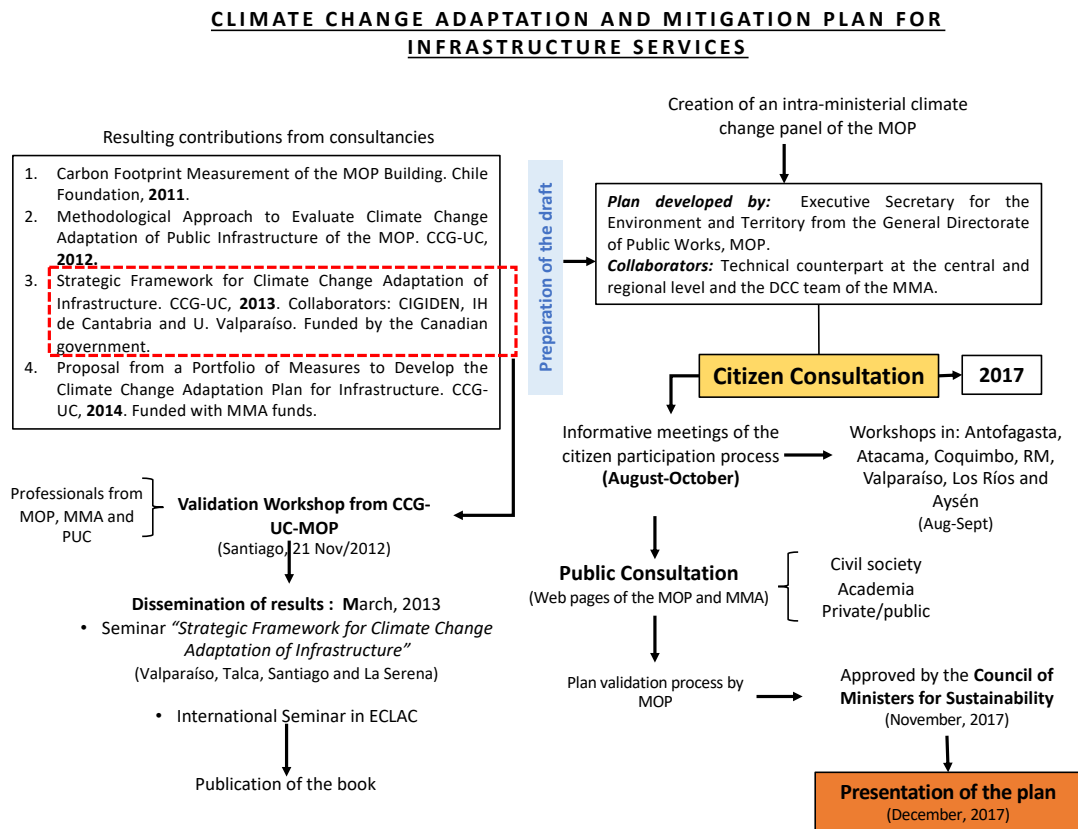 CLIMATE CHANGE ADAPTATION AND MITIGATION PLAN FOR
INFRASTRUCTURE SERVICES
Resulting contributions from consultancies
1. Carbon Footprint Measurement of the MOP Building. Chile
Foundation, 2011.
2. Methodological Approach to Evaluate Climate Change
Adaptation of Public Infrastructure of the MOP. CCG-UC,
2012.
3. Strategic Framework for Climate Change Adaptation of
Infrastructure. CCG-UC, 2013. Collaborators: CIGIDEN, IH
de Cantabria and U. Valparaíso. Funded by the Canadian
government.
4. Proposal from a Portfolio of Measures to Develop the
Climate Change Adaptation Plan for Infrastructure. CCG-
UC, 2014. Funded with MMA funds.
Professionals from
MOP, MMA and
PUC
Validation Workshop from CCG-
UC-MOP
(Santiago, 21 Nov/2012)
Dissemination of results : March, 2013
• Seminar “Strategic Framework for Climate Change
Adaptation of Infrastructure”
(Valparaíso, Talca, Santiago and La Serena)
• International Seminar in ECLAC
Publication of the book
Preparation of the draft
Creation of an intra-ministerial climate
change panel of the MOP
Plan developed by: Executive Secretary for
the Environment and Territory from the General Directorate
of Public Works, MOP.
Collaborators: Technical counterpart at the central and
regional level and the DCC team of the MMA.
Citizen Consultation
2017
Informative meetings of the
citizen participation process
(August-October)
Workshops in: Antofagasta,
Atacama, Coquimbo, RM,
Valparaíso, Los Ríos and
Aysén
(Aug-Sept)
Public Consultation
(Web pages of the MOP and MMA)
Civil society
Academia
Private/public
Plan validation process by
MOP
Approved by the Council of
Ministers for Sustainability
(November, 2017)
Presentation of the plan
(December, 2017)